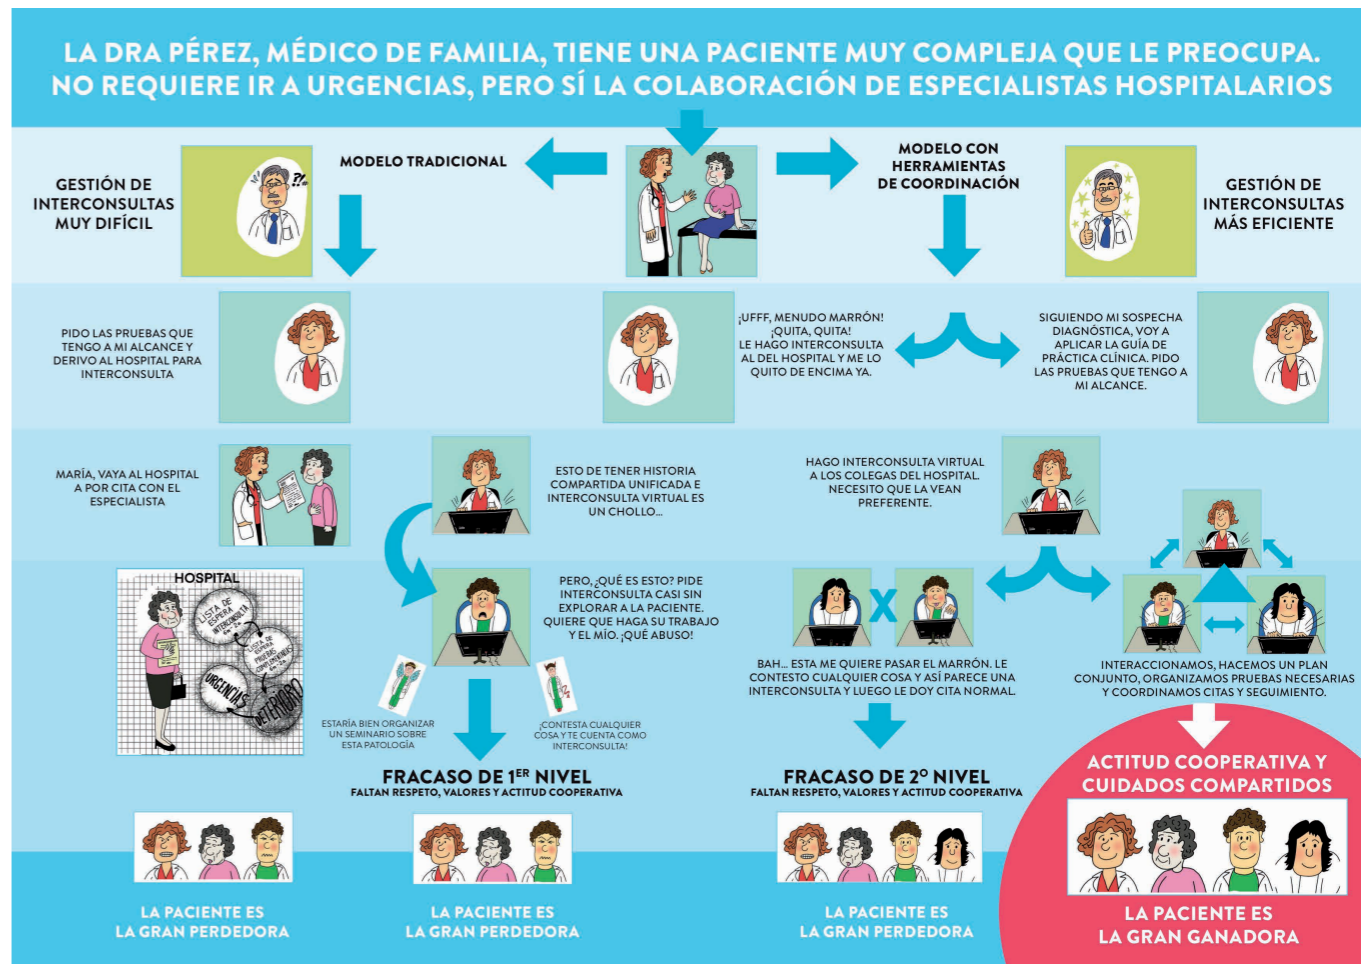 LA DRA PÉREZ, MÉDICO DE FAMILIA, TIENE UNA PACIENTE MUY COMPLEJA QUE LE PREOCUPA.
NO REQUIERE IR A URGENCIAS, PERO SÍ LA COLABORACIÓN DE ESPECIALISTAS HOSPITALARIOS
GESTIÓN DE
INTERCONSULTAS
MUY DIFÍCIL
?!..
MODELO TRADICIONAL
MODELO CON
HERRAMIENTAS
DE COORDINACIÓN
GESTIÓN DE
INTERCONSULTAS
MÁS EFICIENTE
PIDO LAS PRUEBAS QUE
TENGO A MI ALCANCE Y
DERIVO AL HOSPITAL PARA
INTERCONSULTA
¡UFFF, MENUDO MARRÓN!
¡QUITA, QUITA!
LE HAGO INTERCONSULTA
AL DEL HOSPITAL Y ME LO
QUITO DE ENCIMA YA.
SIGUIENDO MI SOSPECHA
DIAGNÓSTICA, VOY A
APLICAR LA GUÍA DE
PRÁCTICA CLÍNICA. PIDO
LAS PRUEBAS QUE TENGO A
MI ALCANCE.
MARÍA, VAYA AL HOSPITAL
A POR CITA CON EL
ESPECIALISTA
ESTO DE TENER HISTORIA
COMPARTIDA UNIFICADA E
INTERCONSULTA VIRTUAL ES
UN CHOLLO...
HAGO INTERCONSULTA VIRTUAL
A LOS COLEGAS DEL HOSPITAL.
NECESITO QUE LA VEAN
PREFERENTE.
HOSPITAL
LISTA DE
ESPERA
INTERCONSULTA
LISTA DE
ESPERA
PRUEBAS
COMPLEMENTARIAS
URGENCIAS
DETERIORO
PERO, ¿QUÉ ES ESTO? PIDE
INTERCONSULTA CASI SIN
EXPLORAR A LA PACIENTE.
QUIERE QUE HAGA SU TRABAJO
Y EL MÍO. ¡QUÉ ABUSO!
ESTARÍA BIEN ORGANIZAR
UN SEMINARIO SOBRE
ESTA PATOLOGÍA
¡CONTESTA CUALQUIER
COSA Y TE CUENTA COMO
INTERCONSULTA!
X
BAH... ESTA ME QUIERE PASAR EL MARRÓN. LE
CONTESTO CUALQUIER COSA Y ASÍ PARECE UNA
INTERCONSULTA Y LUEGO LE DOY CITA NORMAL.
INTERACCIONAMOS, HACEMOS UN PLAN
CONJUNTO, ORGANIZAMOS PRUEBAS NECESARIAS
Y COORDINAMOS CITAS Y SEGUIMIENTO.
FRACASO DE 1ER NIVEL
FALTAN RESPETO, VALORES Y ACTITUD COOPERATIVA
FRACASO DE 2º NIVEL
FALTAN RESPETO, VALORES Y ACTITUD COOPERATIVA
ACTITUD COOPERATIVA Y
CUIDADOS COMPARTIDOS
LA PACIENTE ES
LA GRAN PERDEDORA
LA PACIENTE ES
LA GRAN PERDEDORA
LA PACIENTE ES
LA GRAN PERDEDORA
LA PACIENTE ES
LA GRAN GANADORA